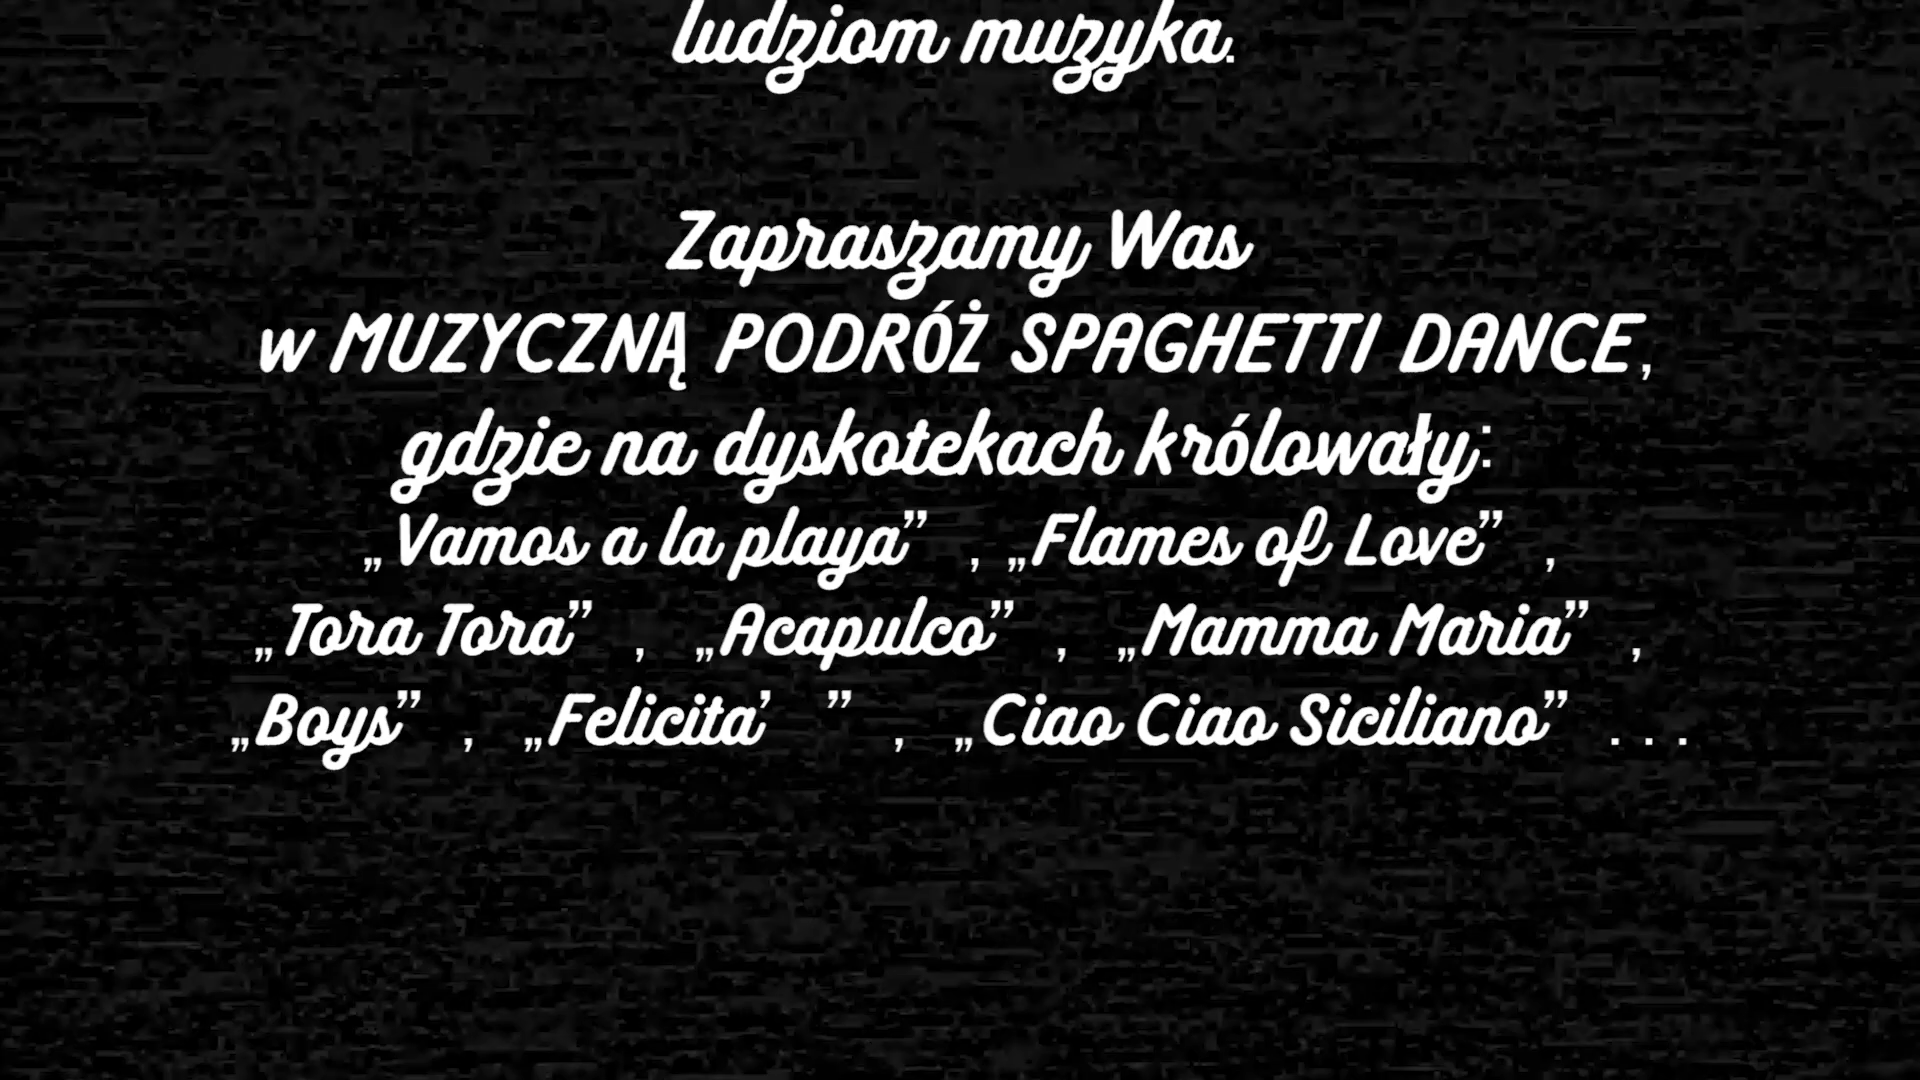 ludziom muzyka.
Zapraszamy Was
w MUZYCZNĄ PODRÓŻ SPAGHETTI DANCE,
gdzie na dyskotekach królowały:
„Vamos a la playa” , „Flames of Love” ,
„Tora Tora” , „Acapulco” , „Mamma Maria” ,
„Boys” , „Felicita’ ” , „Ciao Ciao Siciliano” ...